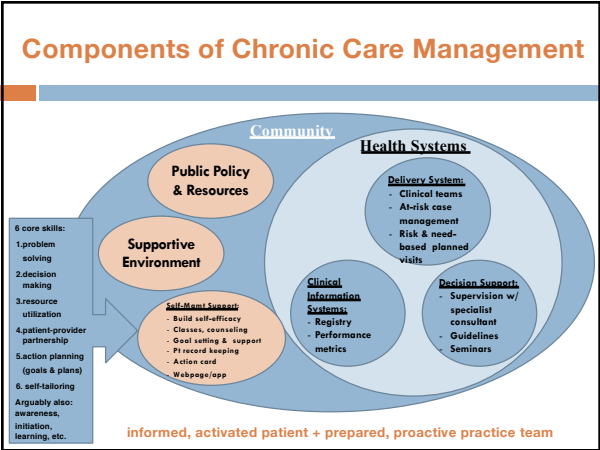 Components of Chronic Care Management
Community
Health Systems
Public Policy
& Resources
Supportive
Environment
Self-Mgmt Support:
- Build self-efficacy
- Classes, counseling
- Goal setting & support
- Pt record keeping
- Action card
- Webpage/app
Delivery System:
- Clinical teams
- At-risk case
management
- Risk & need-
based planned
visits
Clinical
Information
Systems:
- Registry
- Performance
metrics
Decision Support:
- Supervision w/
specialist
consultant
- Guidelines
- Seminars
6 core skills:
1.problem
solving
2.decision
making
3.resource
utilization
4.patient-provider
partnership
5.action planning
(goals & plans)
6. self-tailoring
Arguably also:
awareness,
initiation,
learning, etc.
informed, activated patient + prepared, proactive practice team